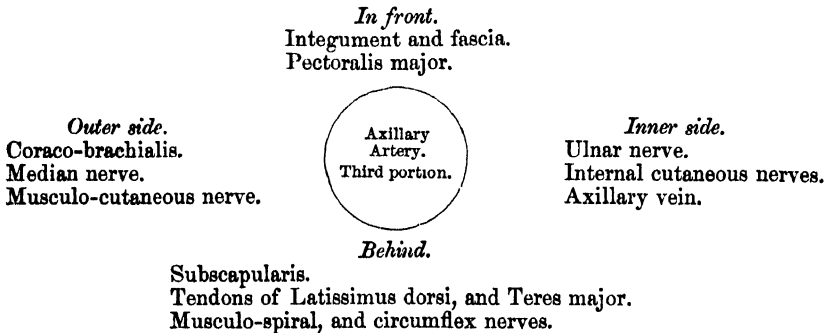 In front.
Integument and fascia.
Pectoralis major.
Outer side.
Coraco-brachialis.
Median nerve.
Musculo-cutaneous nerve.
Axillary
Artery.
Third portion.
Inner side.
Ulnar nerve.
Internal cutaneous nerves.
Axillary vein.
Behind.
Subscapularis.
Tendons of Latissimus dorsi, and Teres major.
Musculo-spiral, and circumflex nerves.